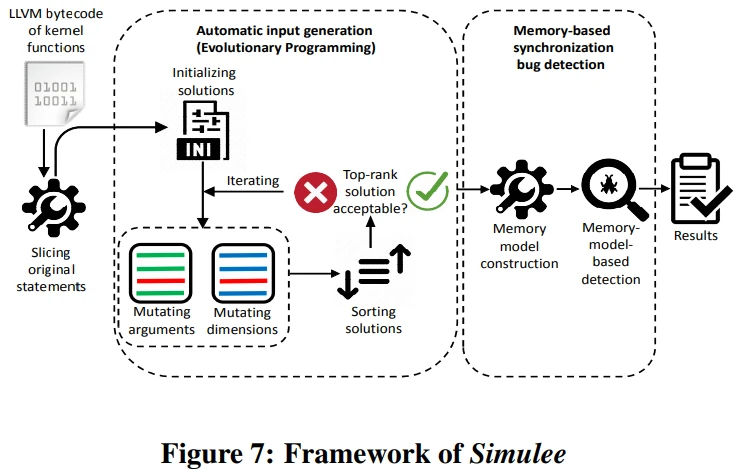 LLVM bytecode
of kernel
functions
01001
10011
Slicing
original
statements
Automatic input generation
(Evolutionary Programming)
Initializing
solutions
INI
Iterating
Top-rank
solution
acceptable?
Mutating
arguments
Mutating
dimensions
Sorting
solutions
Memory-based
synchronization
bug detection
Memory
model
construction
Memory-
model-
based
detection
Results
Figure 7: Framework of Simulee